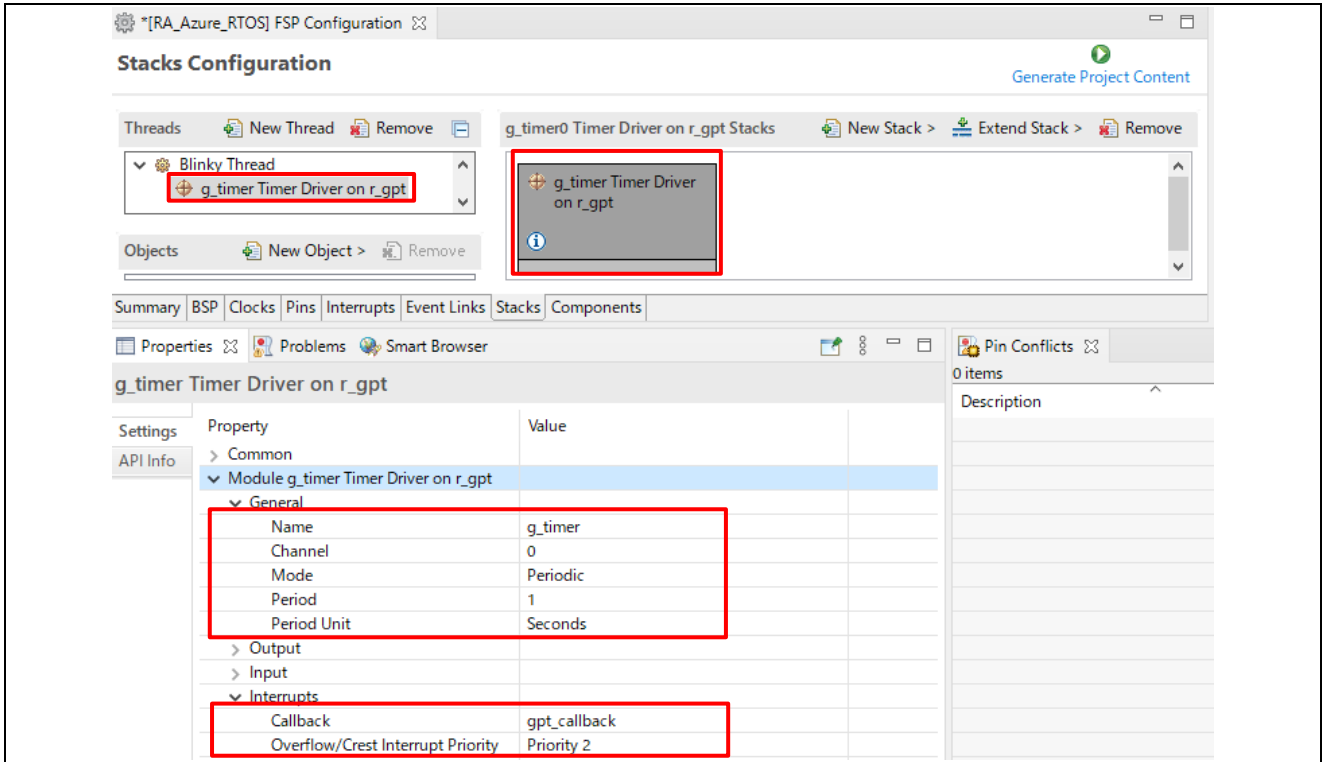 *[RA_Azure_RTOS] FSP Configuration
Stacks Configuration
Generate Project Content
Threads New Thread Remove
g_timer0 Timer Driver on r_gpt Stacks New Stack > Extend Stack > Remove
Blinky Thread
g_timer Timer Driver on r_gpt
g_timer Timer Driver
on r_gpt
Objects New Object > Remove
Summary BSP Clocks Pins Interrupts Event Links Stacks Components
Properties Problems Smart Browser
Pin Conflicts
0 items
Description
g_timer Timer Driver on r_gpt
Settings
API Info
Property Value
Common
Module g_timer Timer Driver on r_gpt
General
Name g_timer
Channel 0
Mode Periodic
Period 1
Period Unit Seconds
Output
Input
Interrupts
Callback gpt_callback
Overflow/Crest Interrupt Priority Priority 2